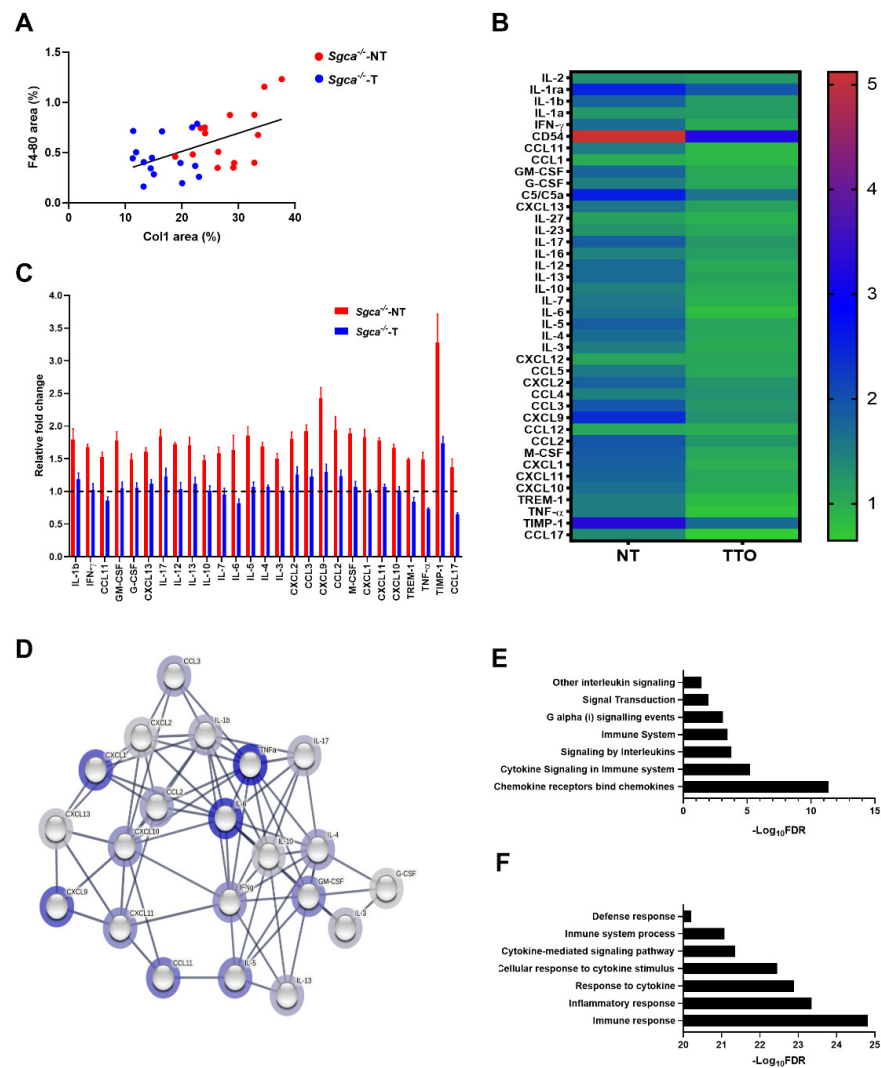 A
Sgca-/--NT
Sgca-/--T
1.5
1.0
0.5
0.0
F4-80 area (%)
0
10
20
30
40
Col1 area (%)
B
IL-2
IL-1ra
IL-1b
IL-1a
IFN-γ
CD54
CCL11
CCL1
GM-CSF
G-CSF
C5/C5a
CXCL13
IL-27
IL-23
IL-17
IL-16
IL-12
IL-13
IL-10
IL-7
IL-6
IL-5
IL-4
IL-3
CXCL12
CCL5
CXCL2
CCL4
CCL3
CXCL9
CCL12
CCL2
M-CSF
CXCL1
CXCL11
CXCL10
TREM-1
TNF-α
TIMP-1
CCL17
NT
TTO
5
4
3
2
1
C
Sgca-/--NT
Sgca-/--T
4.0
3.5
3.0
2.5
2.0
1.5
1.0
0.5
0.0
Relative fold change
IL-1b
IFN-γ
CCL11
GM-CSF
G-CSF
CXCL13
IL-17
IL-12
IL-13
IL-10
IL-7
IL-6
IL-5
IL-4
IL-3
CXCL2
CCL3
CXCL9
CCL2
M-CSF
CXCL1
CXCL11
CXCL10
TREM-1
TNF-α
TIMP-1
CCL17
D
CCL3
CXCL2
IL-1b
TNFa
IL-17
CXCL1
CCL2
IL-6
CXCL13
CXCL10
IL-10
IL-4
G-CSF
CXCL9
CXCL11
IFNg
GM-CSF
IL-3
CCL11
IL-5
IL-13
E
Other interleukin signaling
Signal Transduction
G alpha (i) signalling events
Immune System
Signaling by Interleukins
Cytokine Signaling in Immune system
Chemokine receptors bind chemokines
0
5
10
15
-Log10FDR
F
Defense response
Inmune system process
Cytokine-mediated signaling pathway
Cellular response to cytokine stimulus
Response to cytokine
Inflammatory response
Immune response
20
21
22
23
24
25
-Log10FDR